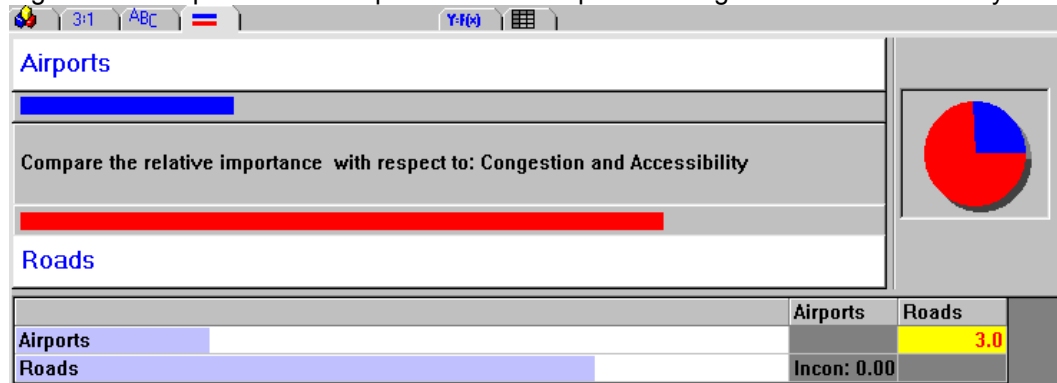 3:1 ABC Y=F(x)
Airports
Compare the relative importance with respect to: Congestion and Accessibility
Roads
Airports Roads
Airports 3.0
Roads Incon: 0.00